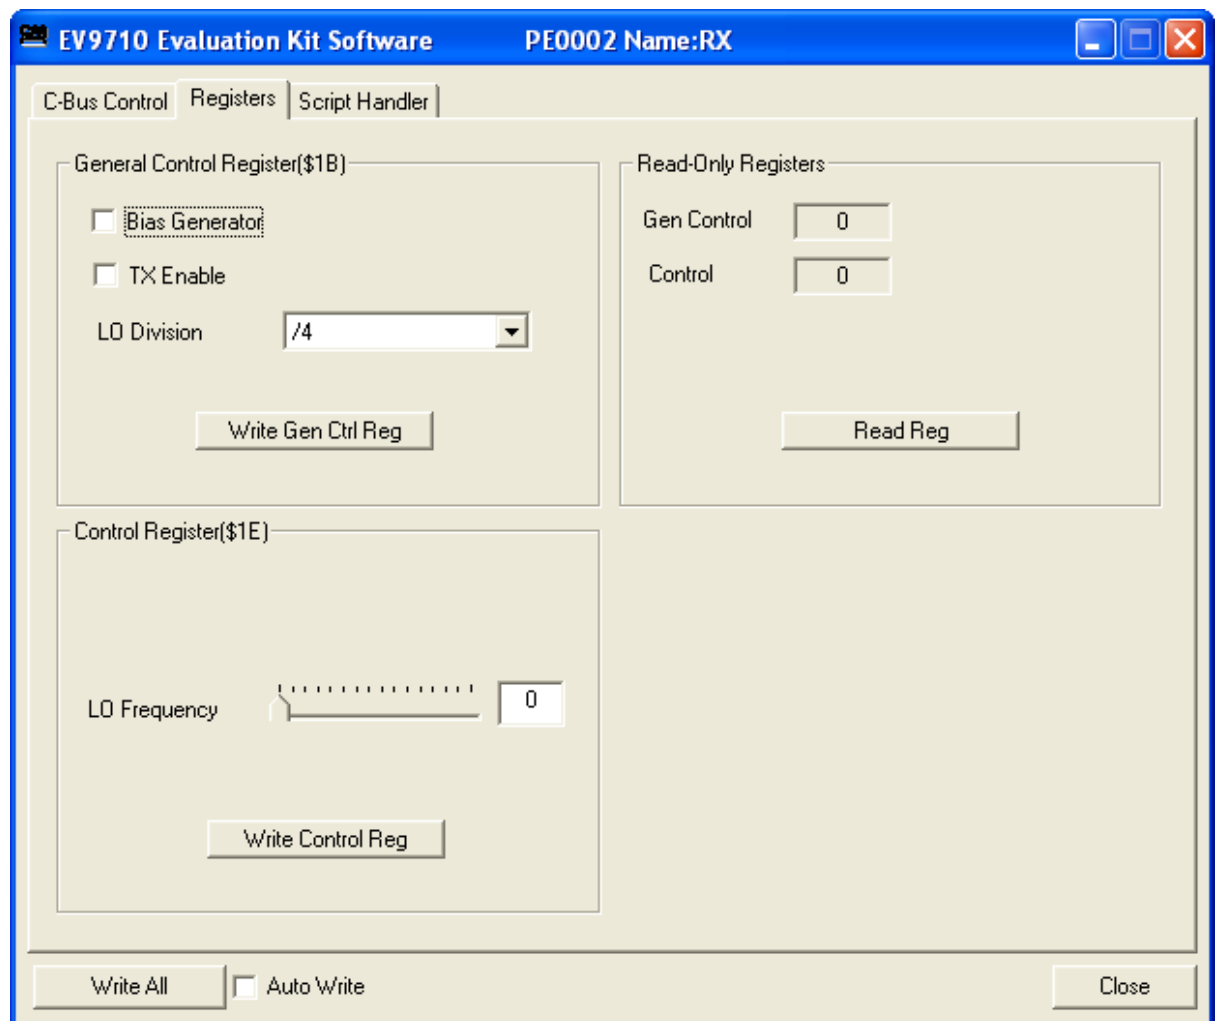 EV9710 Evaluation Kit Software PE0002 Name:RX
C-Bus Control Registers Script Handler
General Control Register($1B)
Bias Generator
TX Enable
LO Division /4
Write Gen Ctrl Reg
Read-Only Registers
Gen Control 0
Control 0
Read Reg
Control Register($1E)
LO Frequency 0
Write Control Reg
Write All Auto Write Close